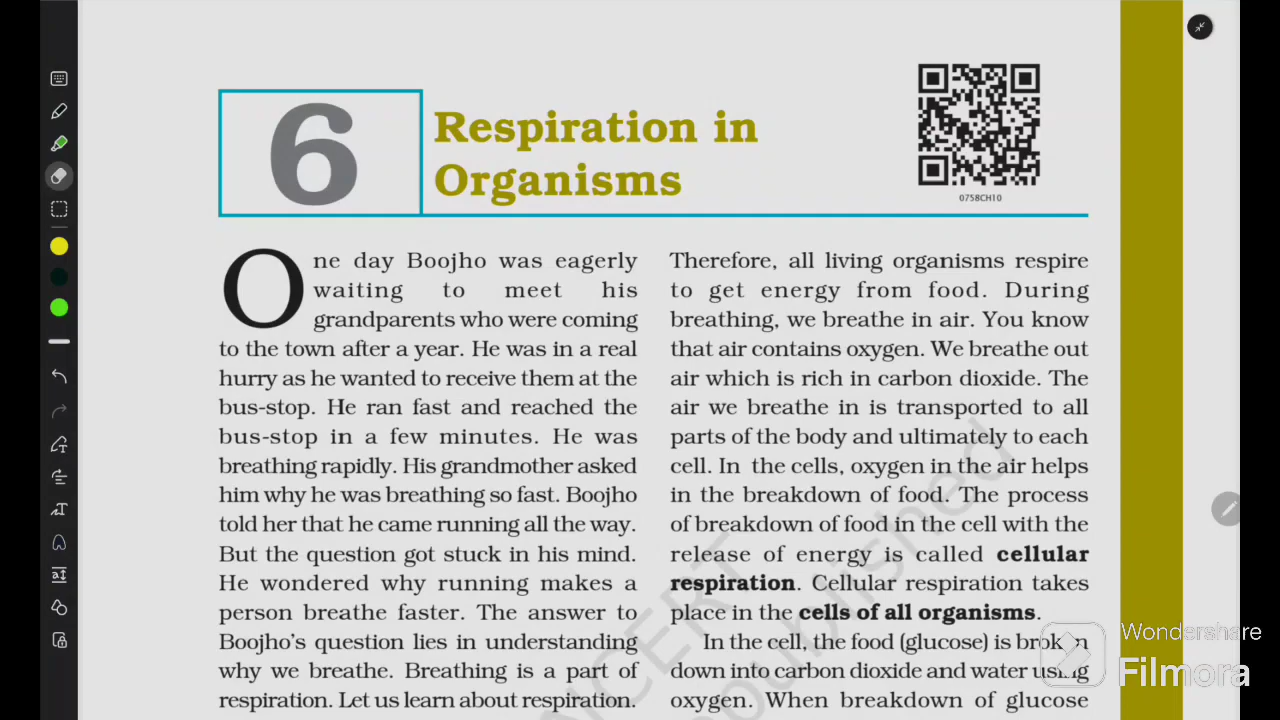 6
Respiration in
Organisms
0758CH10
One day Boojho was eagerly
waiting to meet his
grandparents who were coming
to the town after a year. He was in a real
hurry as he wanted to receive them at the
bus-stop. He ran fast and reached the
bus-stop in a few minutes. He was
breathing rapidly. His grandmother asked
him why he was breathing so fast. Boojho
told her that he came running all the way.
But the question got stuck in his mind.
He wondered why running makes a
person breathe faster. The answer to
Boojho's question lies in understanding
why we breathe. Breathing is a part of
respiration. Let us learn about respiration.
Therefore, all living organisms respire
to get energy from food. During
breathing, we breathe in air. You know
that air contains oxygen. We breathe out
air which is rich in carbon dioxide. The
air we breathe in is transported to all
parts of the body and ultimately to each
cell. In the cells, oxygen in the air helps
in the breakdown of food. The process
of breakdown of food in the cell with the
release of energy is called cellular
respiration. Cellular respiration takes
place in the cells of all organisms.
In the cell, the food (glucose) is broken
down into carbon dioxide and water using
oxygen. When breakdown of glucose
NCERT
republished
Wondershare
Filmora